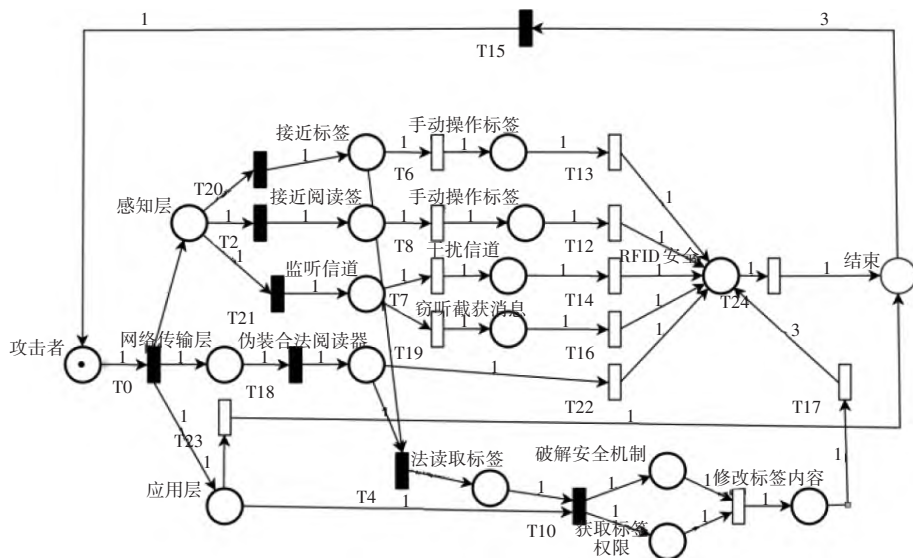 1
3
T15
接近标签
手动操作标签
1
1
1
1
T20
T6
T13
1
感知层
接近阅读签
手动操作标签
1
1
1
1
1
T2
T8
T12
1
1
监听信道
干扰信道
RFID 安全
结束
1
1
1
1
1
1
1
T21
T7
T14
T24
窃听截获消息
1
1
1
3
攻击者
网络传输层
伪装合法阅读器
T19
T16
1
1
1
1
1
1
T0
T18
T22
T17
1
1
1
T23
1
法读取标签
破解安全机制
1
应用层
1
1
1
修改标签内容
T4
1
1
1
1
T10
获取标签
权限